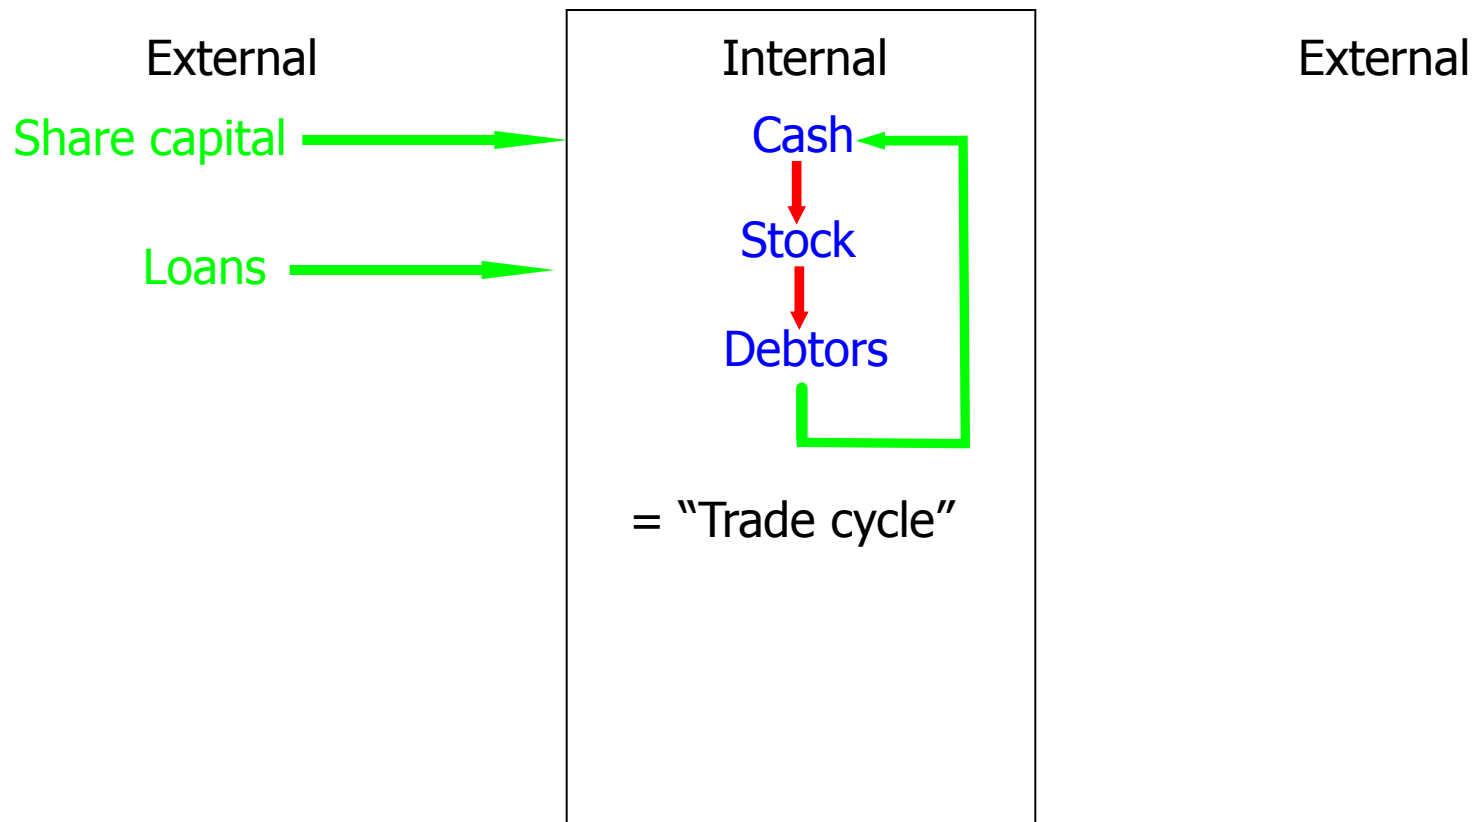 External
Internal
External
Share capital
Cash
Stock
Loans
Debtors
= “Trade cycle”